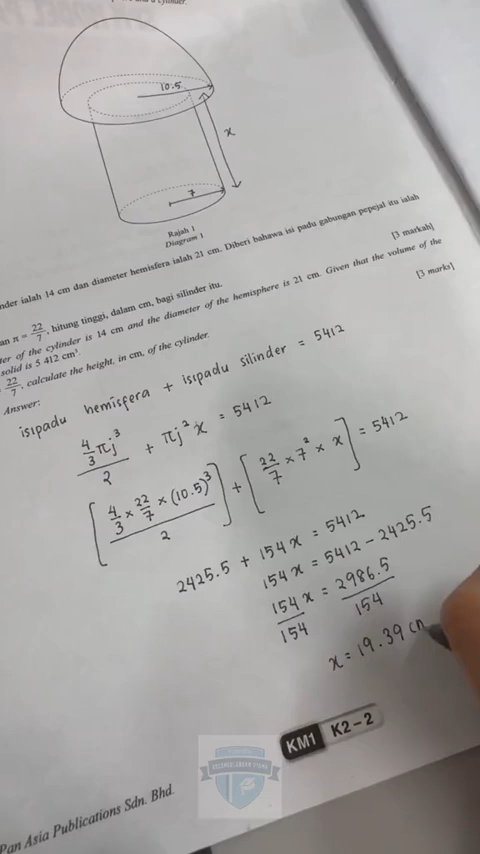 10.5
x
7
Rajah 1
Diagram 1
nder ialah 14 cm dan diameter hemisfera ialah 21 cm. Diberi bahawa isi padu gabungan pepejal itu ialah
[3 markah]
an π = 22/7, hitung tinggi, dalam cm, bagi silinder itu.
ter of the cylinder is 14 cm and the diameter of the hemisphere is 21 cm. Given that the volume of the
solid is 5 412 cm³.
[3 marks]
22/7, calculate the height, in cm, of the cylinder.
Answer:
isipadu hemisfera + isipadu silinder = 5412
(4/3 πj³)/2 + πj²x = 5412
[(4/3 × 22/7 × (10.5)³)/2] + [22/7 × 7² × x] = 5412
2425.5 + 154x = 5412
154x = 5412 - 2425.5
154x/154 = 2986.5/154
x = 19.39 cm
KM1 K2-2
Pan Asia Publications Sdn. Bhd.